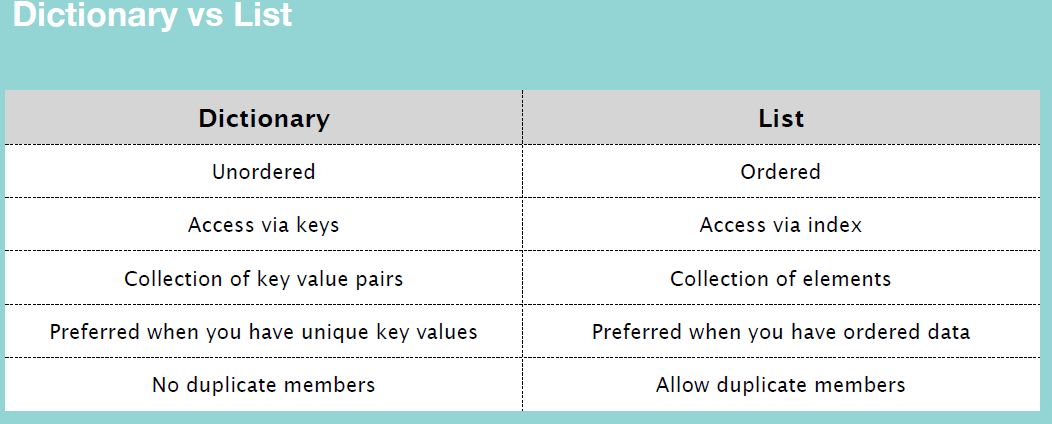 Dictionary vs List
Dictionary List
Unordered Ordered
Access via keys Access via index
Collection of key value pairs Collection of elements
Preferred when you have unique key values Preferred when you have ordered data
No duplicate members Allow duplicate members